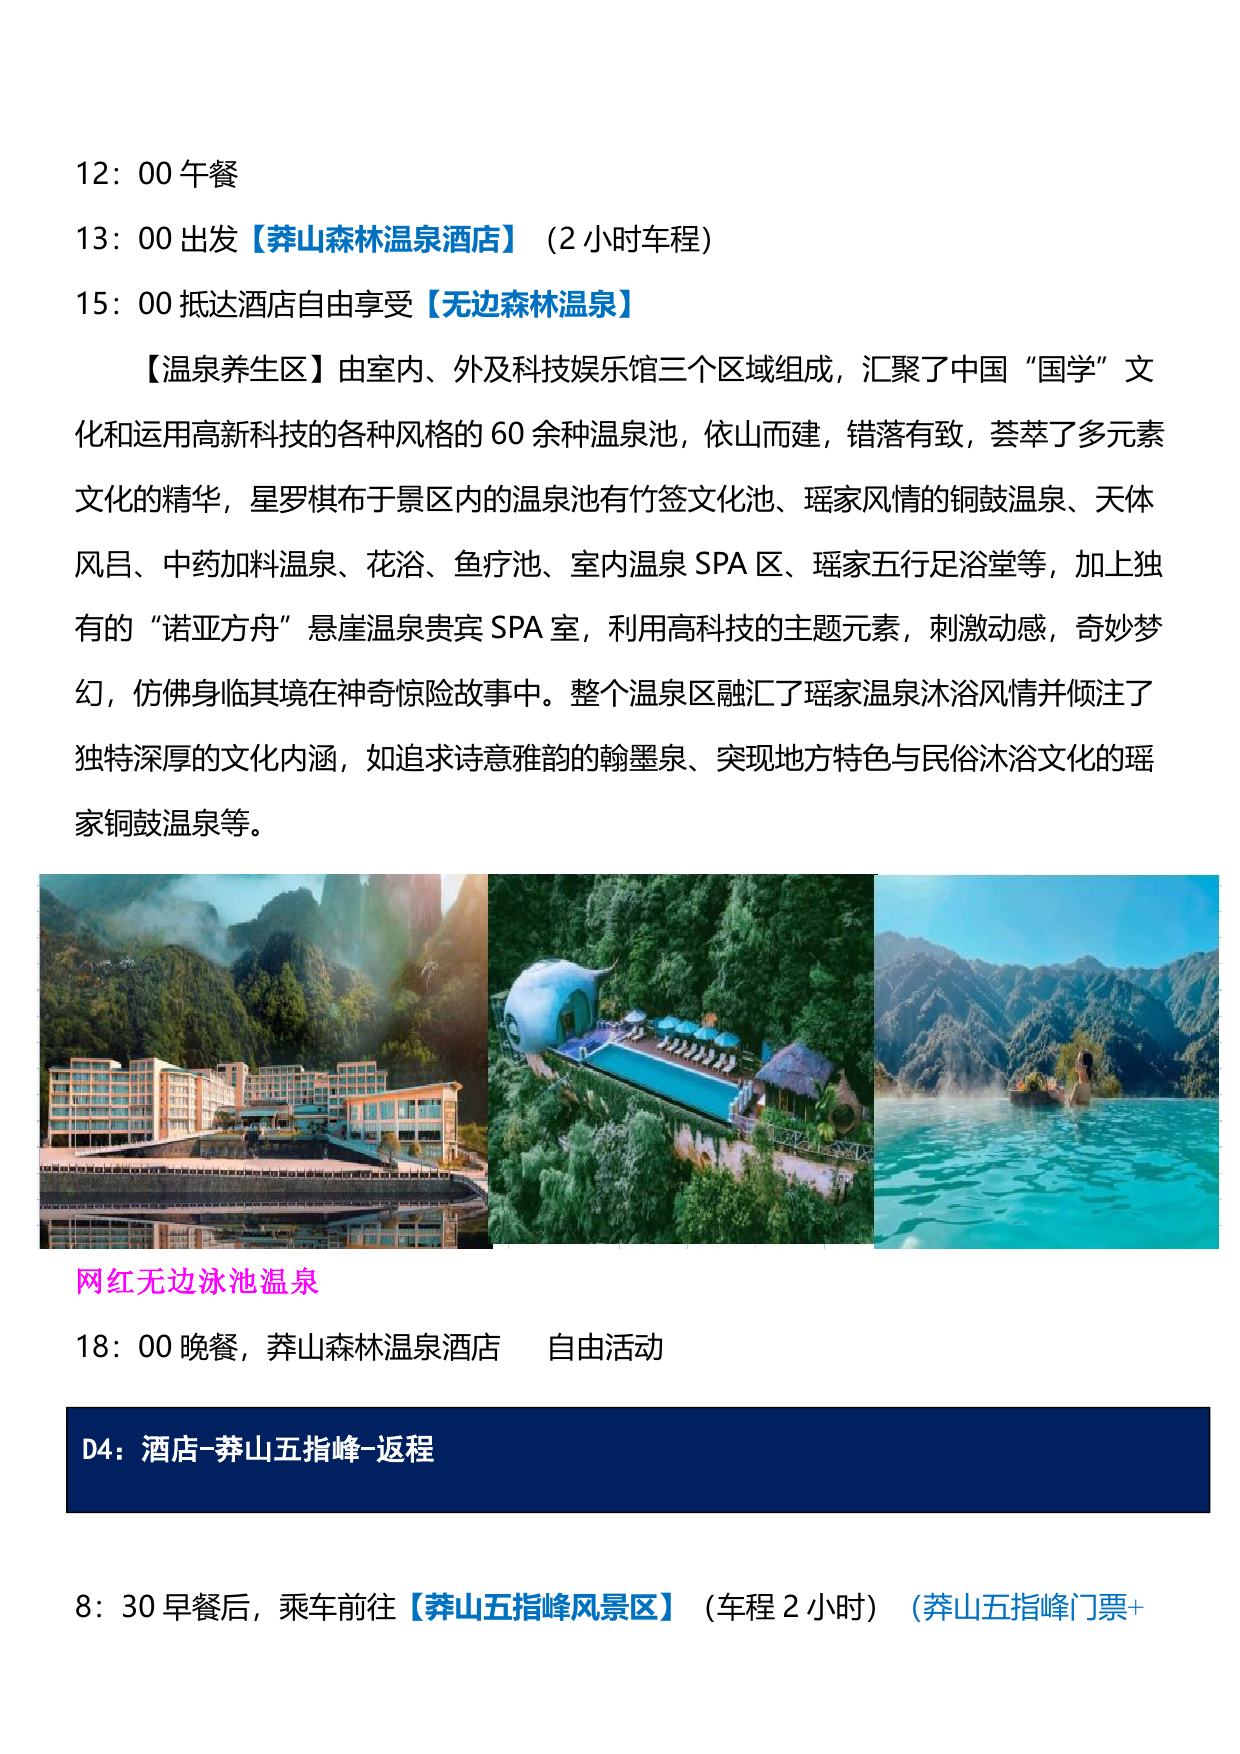 12：00 午餐
13：00 出发【莽山森林温泉酒店】（2 小时车程）
15：00 抵达酒店自由享受【无边森林温泉】
【温泉养生区】由室内、外及科技娱乐馆三个区域组成，汇聚了中国“国学”文
化和运用高新科技的各种风格的 60 余种温泉池，依山而建，错落有致，荟萃了多元素
文化的精华，星罗棋布于景区内的温泉池有竹签文化池、瑶家风情的铜鼓温泉、天体
风吕、中药加料温泉、花浴、鱼疗池、室内温泉 SPA 区、瑶家五行足浴堂等，加上独
有的“诺亚方舟”悬崖温泉贵宾 SPA 室，利用高科技的主题元素，刺激动感，奇妙梦
幻，仿佛身临其境在神奇惊险故事中。整个温泉区融汇了瑶家温泉沐浴风情并倾注了
独特深厚的文化内涵，如追求诗意雅韵的翰墨泉、突现地方特色与民俗沐浴文化的瑶
家铜鼓温泉等。
网红无边泳池温泉
18：00 晚餐，莽山森林温泉酒店 自由活动
D4：酒店-莽山五指峰-返程
8：30 早餐后，乘车前往【莽山五指峰风景区】（车程 2 小时）（莽山五指峰门票+